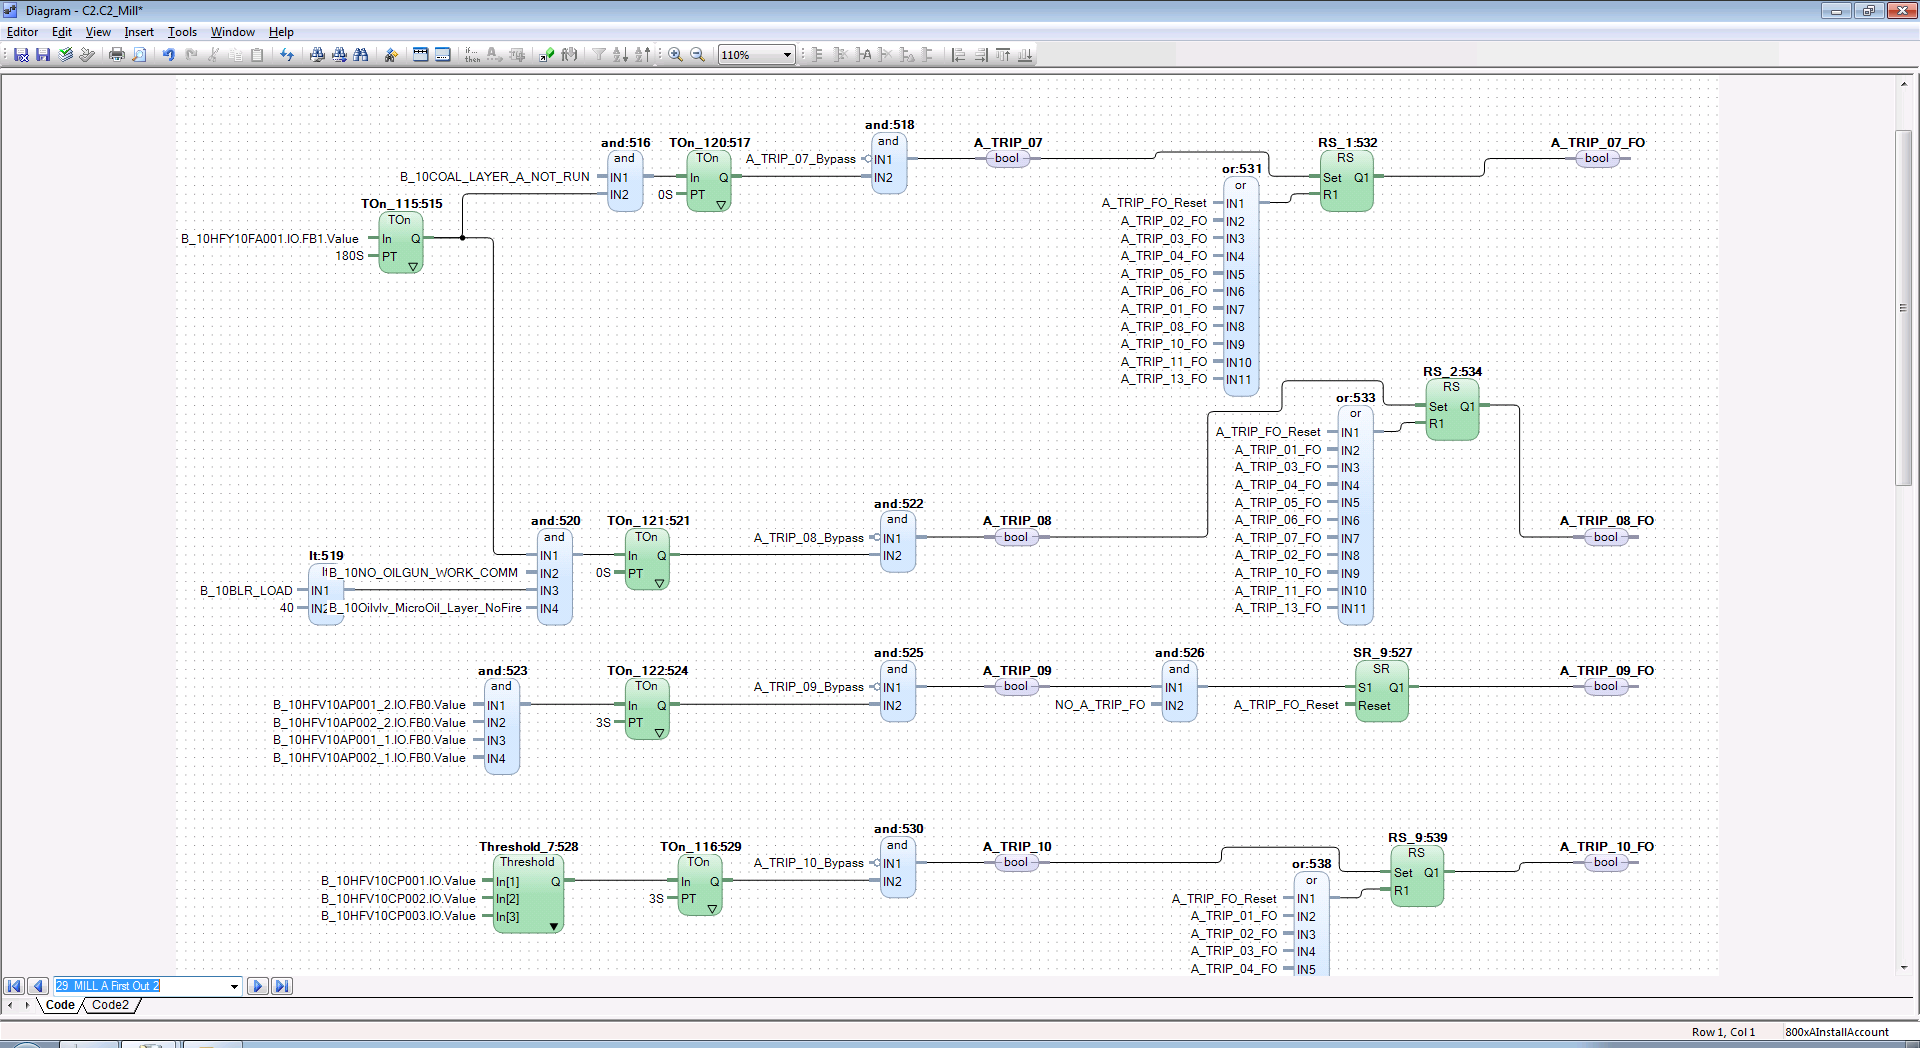 Diagram - C2.C2_Mill*
Editor Edit View Insert Tools Window Help
if... then
110%
and:516
and
IN1
IN2
B_10COAL_LAYER_A_NOT_RUN
TOn_120:517
TOn
In Q
PT
0S
and:518
and
A_TRIP_07_Bypass IN1
IN2
A_TRIP_07
bool
RS_1:532
RS
Set Q1
R1
A_TRIP_07_FO
bool
TOn_115:515
TOn
B_10HFY10FA001.IO.FB1.Value In Q
180S PT
or:531
or
A_TRIP_FO_Reset IN1
A_TRIP_02_FO IN2
A_TRIP_03_FO IN3
A_TRIP_04_FO IN4
A_TRIP_05_FO IN5
A_TRIP_06_FO IN6
A_TRIP_01_FO IN7
A_TRIP_08_FO IN8
A_TRIP_10_FO IN9
A_TRIP_11_FO IN10
A_TRIP_13_FO IN11
RS_2:534
RS
Set Q1
R1
or:533
or
A_TRIP_FO_Reset IN1
A_TRIP_01_FO IN2
A_TRIP_03_FO IN3
A_TRIP_04_FO IN4
A_TRIP_05_FO IN5
A_TRIP_06_FO IN6
A_TRIP_07_FO IN7
A_TRIP_02_FO IN8
A_TRIP_10_FO IN9
A_TRIP_11_FO IN10
A_TRIP_13_FO IN11
lt:519
B_10BLR_LOAD IN1
40 IN2
and:520
and
IN1
B_10NO_OILGUN_WORK_COMM IN2
IN3
B_10Oilvlv_MicroOil_Layer_NoFire IN4
TOn_121:521
TOn
In Q
0S PT
and:522
and
A_TRIP_08_Bypass IN1
IN2
A_TRIP_08
bool
A_TRIP_08_FO
bool
and:523
and
B_10HFV10AP001_2.IO.FB0.Value IN1
B_10HFV10AP002_2.IO.FB0.Value IN2
B_10HFV10AP001_1.IO.FB0.Value IN3
B_10HFV10AP002_1.IO.FB0.Value IN4
TOn_122:524
TOn
In Q
3S PT
and:525
and
A_TRIP_09_Bypass IN1
IN2
A_TRIP_09
bool
and:526
and
IN1
NO_A_TRIP_FO IN2
SR_9:527
SR
S1 Q1
A_TRIP_FO_Reset Reset
A_TRIP_09_FO
bool
Threshold_7:528
Threshold
B_10HFV10CP001.IO.Value In[1] Q
B_10HFV10CP002.IO.Value In[2]
B_10HFV10CP003.IO.Value In[3]
TOn_116:529
TOn
In Q
3S PT
and:530
and
A_TRIP_10_Bypass IN1
IN2
A_TRIP_10
bool
or:538
or
A_TRIP_FO_Reset IN1
A_TRIP_01_FO IN2
A_TRIP_02_FO IN3
A_TRIP_03_FO IN4
A_TRIP_04_FO IN5
RS_9:539
RS
Set Q1
R1
A_TRIP_10_FO
bool
29 MILL A First Out 2
Code Code2
Row 1, Col 1 800xAInstallAccount